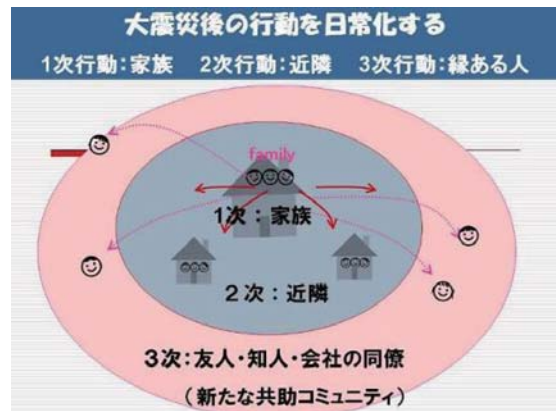 大震災後の行動を日常化する
1次行動：家族　2次行動：近隣　3次行動：縁ある人
family
1次：家族
2次：近隣
3次：友人・知人・会社の同僚
（新たな共助コミュニティ）